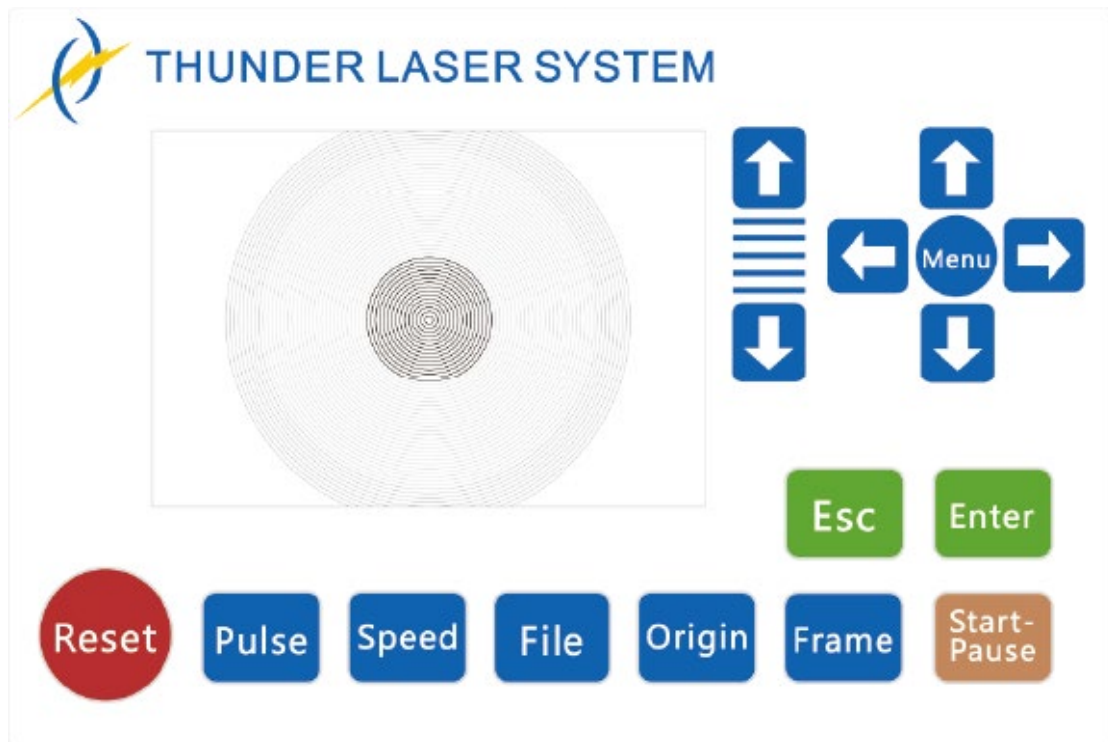 THUNDER LASER SYSTEM
Menu
Esc
Enter
Reset
Pulse
Speed
File
Origin
Frame
Start-
Pause